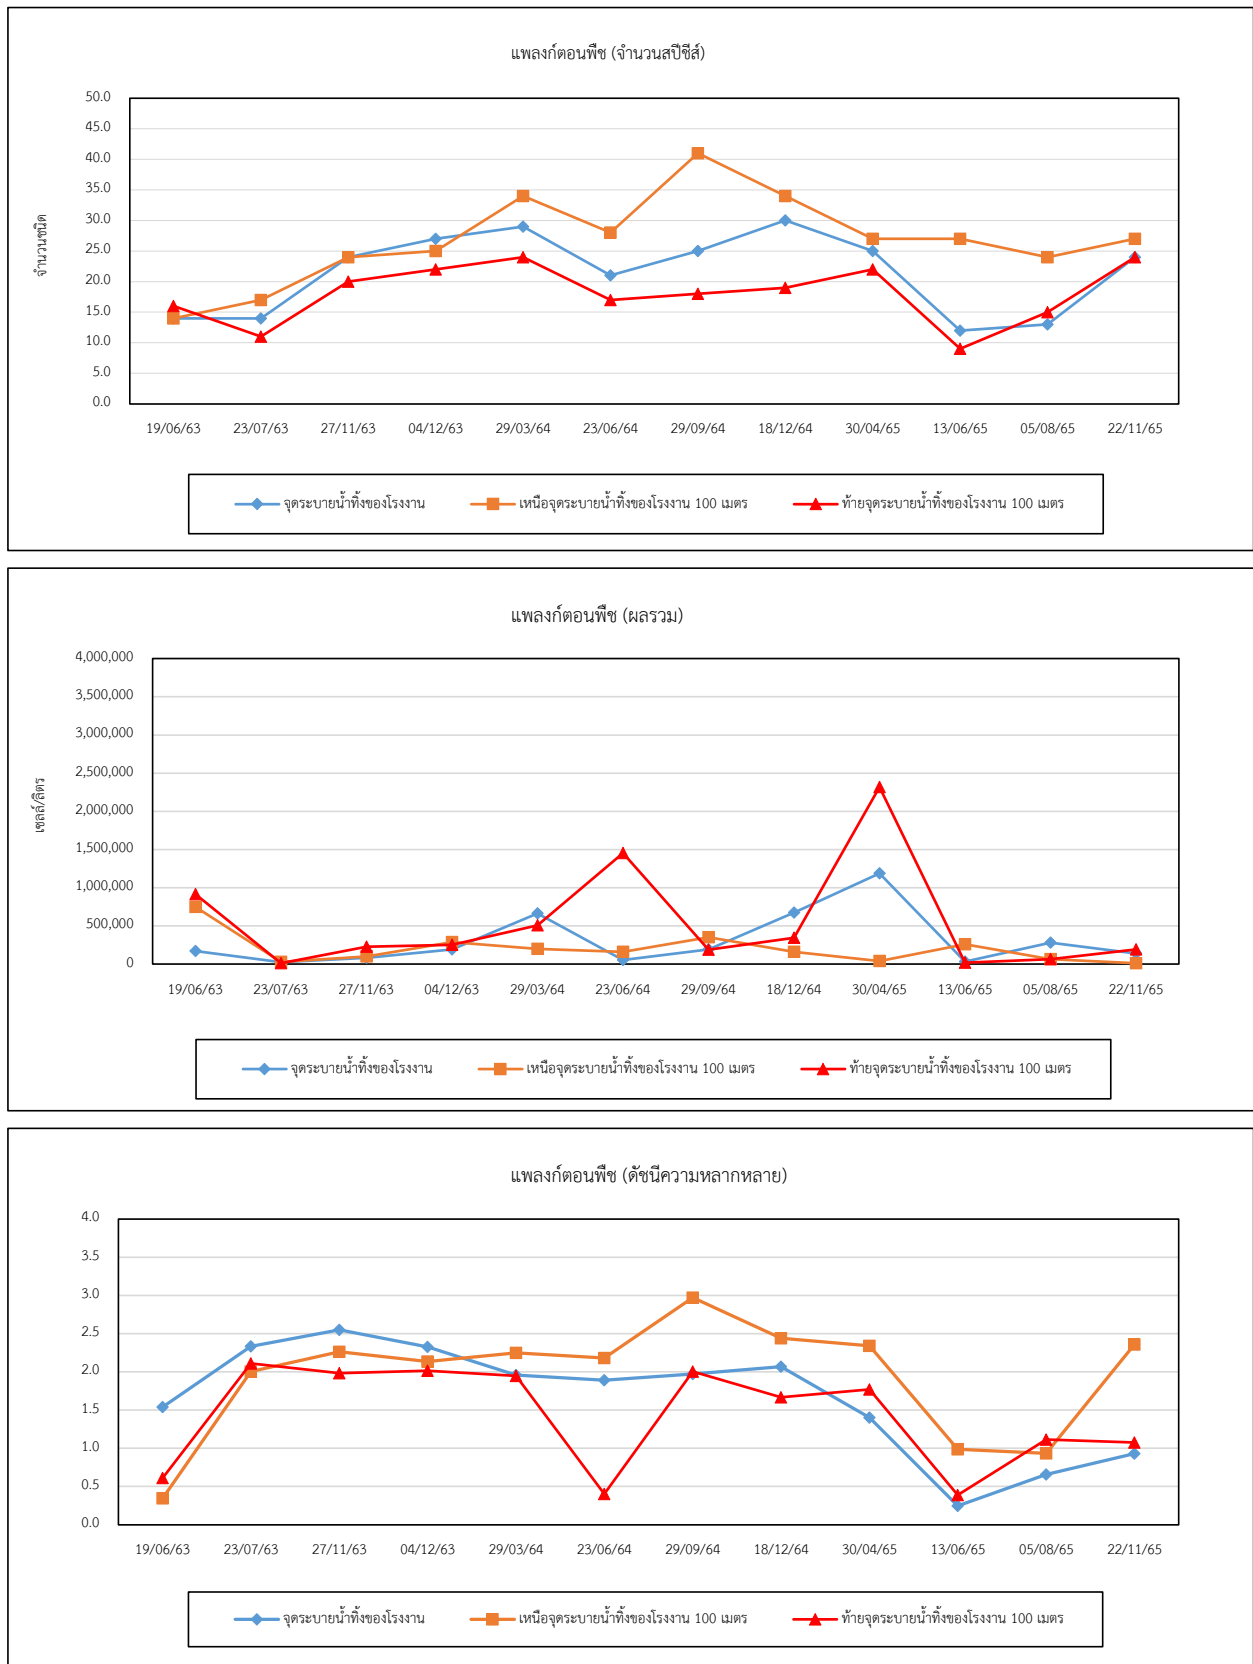 แพลงก์ตอนพืช (จำนวนสปีชีส์)
จำนวนชนิด
50.0
45.0
40.0
35.0
30.0
25.0
20.0
15.0
10.0
5.0
0.0
19/06/63 23/07/63 27/11/63 04/12/63 29/03/64 23/06/64 29/09/64 18/12/64 30/04/65 13/06/65 05/08/65 22/11/65
จุดระบายน้ำทิ้งของโรงงาน เหนือจุดระบายน้ำทิ้งของโรงงาน 100 เมตร ท้ายจุดระบายน้ำทิ้งของโรงงาน 100 เมตร
แพลงก์ตอนพืช (ผลรวม)
เซลล์/ลิตร
4,000,000
3,500,000
3,000,000
2,500,000
2,000,000
1,500,000
1,000,000
500,000
0
19/06/63 23/07/63 27/11/63 04/12/63 29/03/64 23/06/64 29/09/64 18/12/64 30/04/65 13/06/65 05/08/65 22/11/65
จุดระบายน้ำทิ้งของโรงงาน เหนือจุดระบายน้ำทิ้งของโรงงาน 100 เมตร ท้ายจุดระบายน้ำทิ้งของโรงงาน 100 เมตร
แพลงก์ตอนพืช (ดัชนีความหลากหลาย)
4.0
3.5
3.0
2.5
2.0
1.5
1.0
0.5
0.0
19/06/63 23/07/63 27/11/63 04/12/63 29/03/64 23/06/64 29/09/64 18/12/64 30/04/65 13/06/65 05/08/65 22/11/65
จุดระบายน้ำทิ้งของโรงงาน เหนือจุดระบายน้ำทิ้งของโรงงาน 100 เมตร ท้ายจุดระบายน้ำทิ้งของโรงงาน 100 เมตร